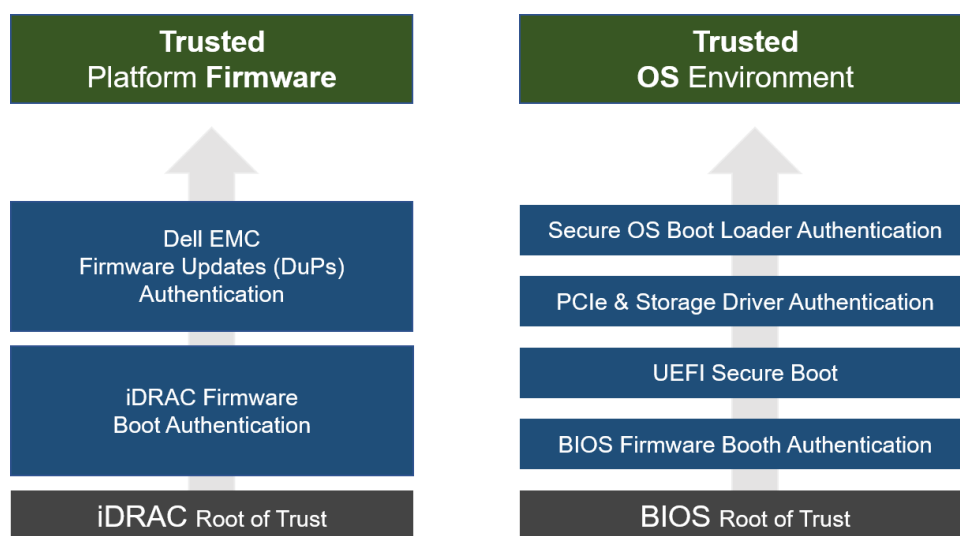 Trusted
Platform Firmware
Dell EMC
Firmware Updates (DuPs)
Authentication
iDRAC Firmware
Boot Authentication
iDRAC Root of Trust
Trusted
OS Environment
Secure OS Boot Loader Authentication
PCIe & Storage Driver Authentication
UEFI Secure Boot
BIOS Firmware Booth Authentication
BIOS Root of Trust